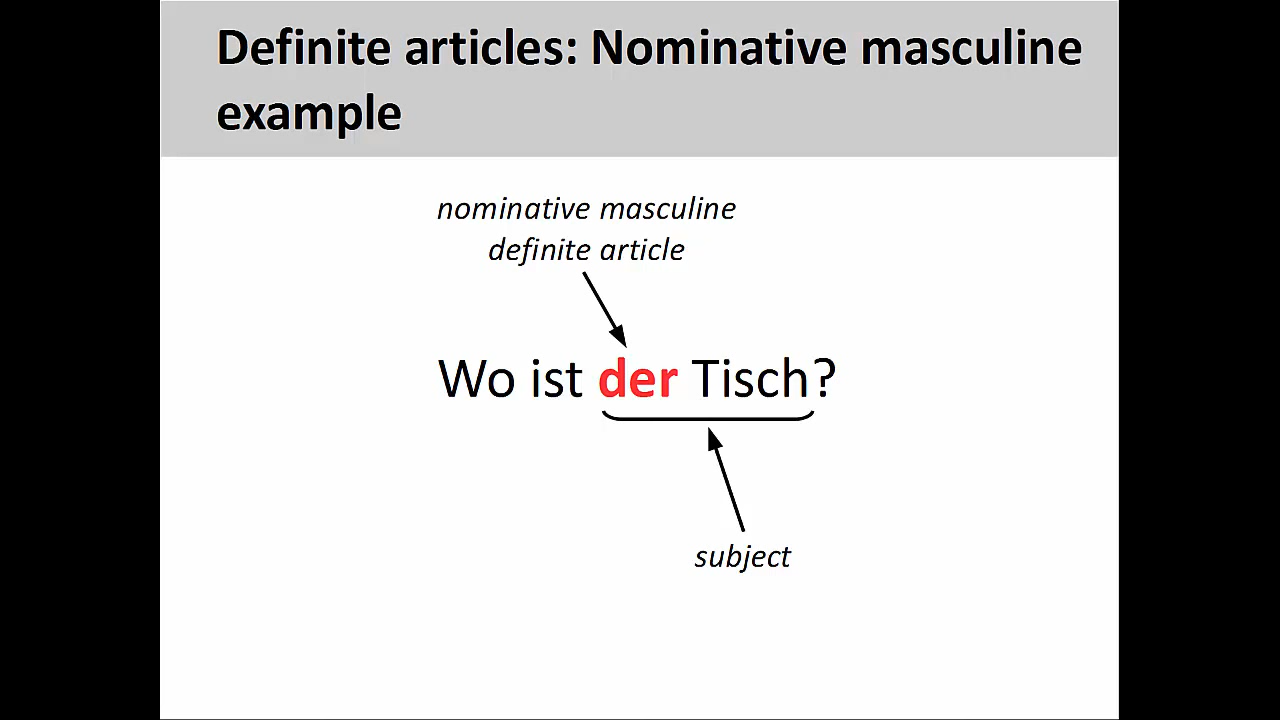 Definite articles: Nominative masculine
example
nominative masculine
definite article
Wo ist der Tisch?
subject